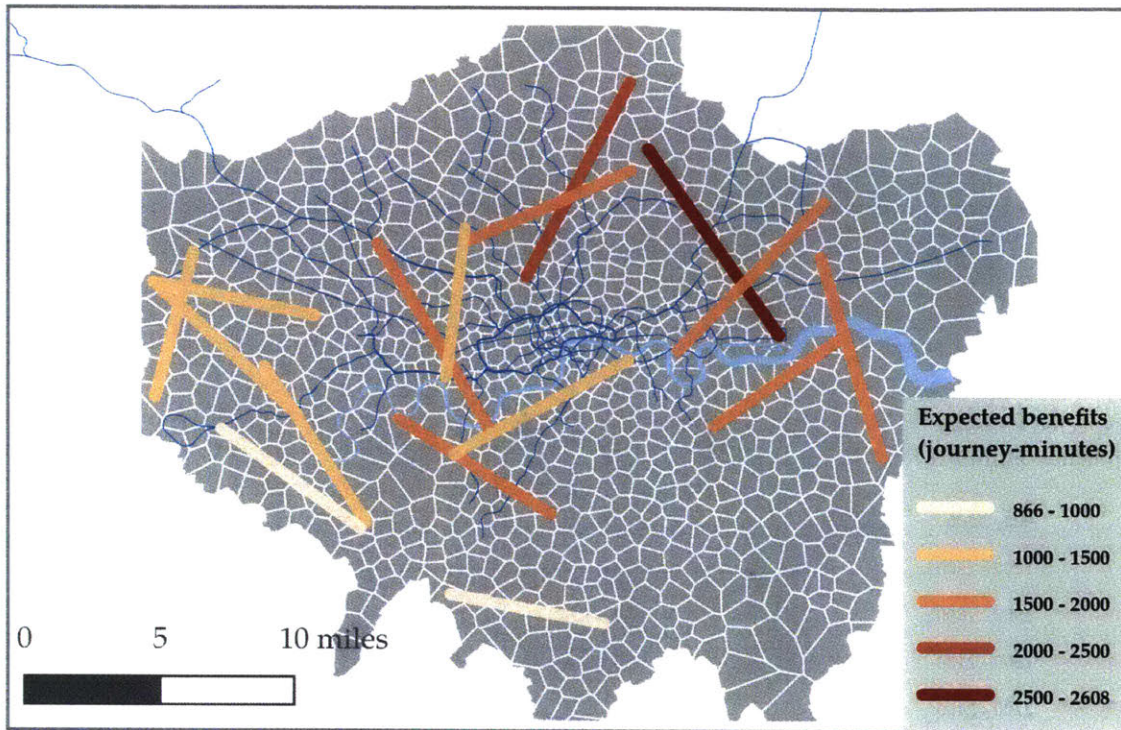 Expected benefits
(journey-minutes)
866 - 1000
1000 - 1500
1500 - 2000
2000 - 2500
2500 - 2608
0 5 10 miles